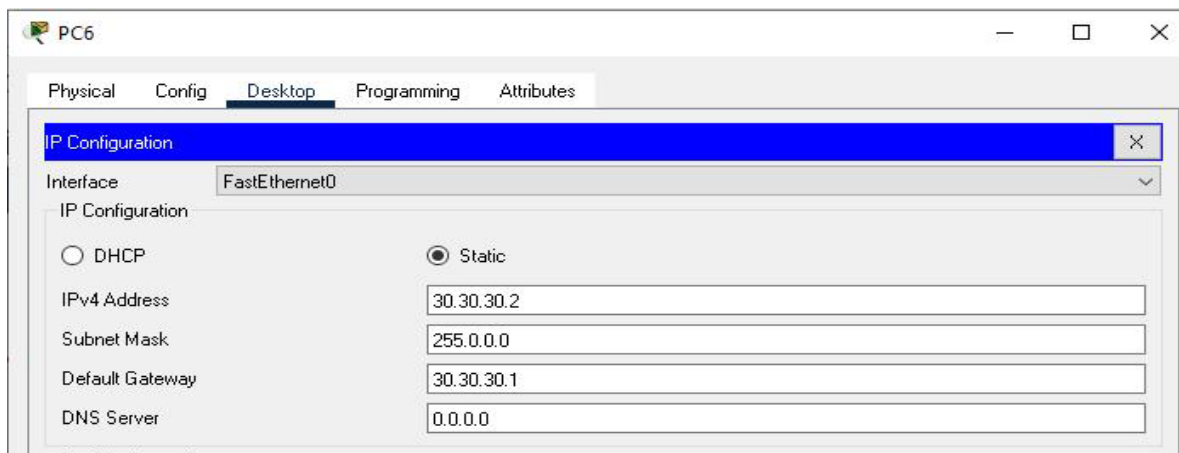 PC6
Physical Config Desktop Programming Attributes
IP Configuration X
Interface FastEthernet0
IP Configuration
DHCP Static
IPv4 Address 30.30.30.2
Subnet Mask 255.0.0.0
Default Gateway 30.30.30.1
DNS Server 0.0.0.0